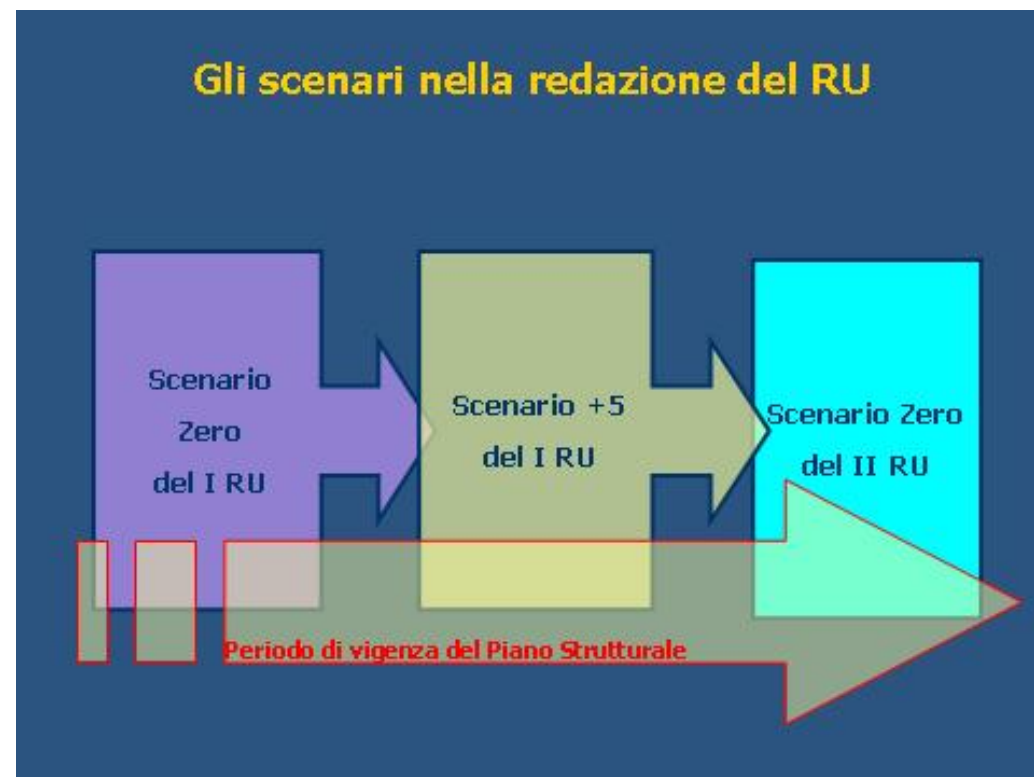 Gli scenari nella redazione del RU
Scenario
Zero
del I RU
Scenario +5
del I RU
Scenario Zero
del II RU
Periodo di vigenza del Piano Strutturale